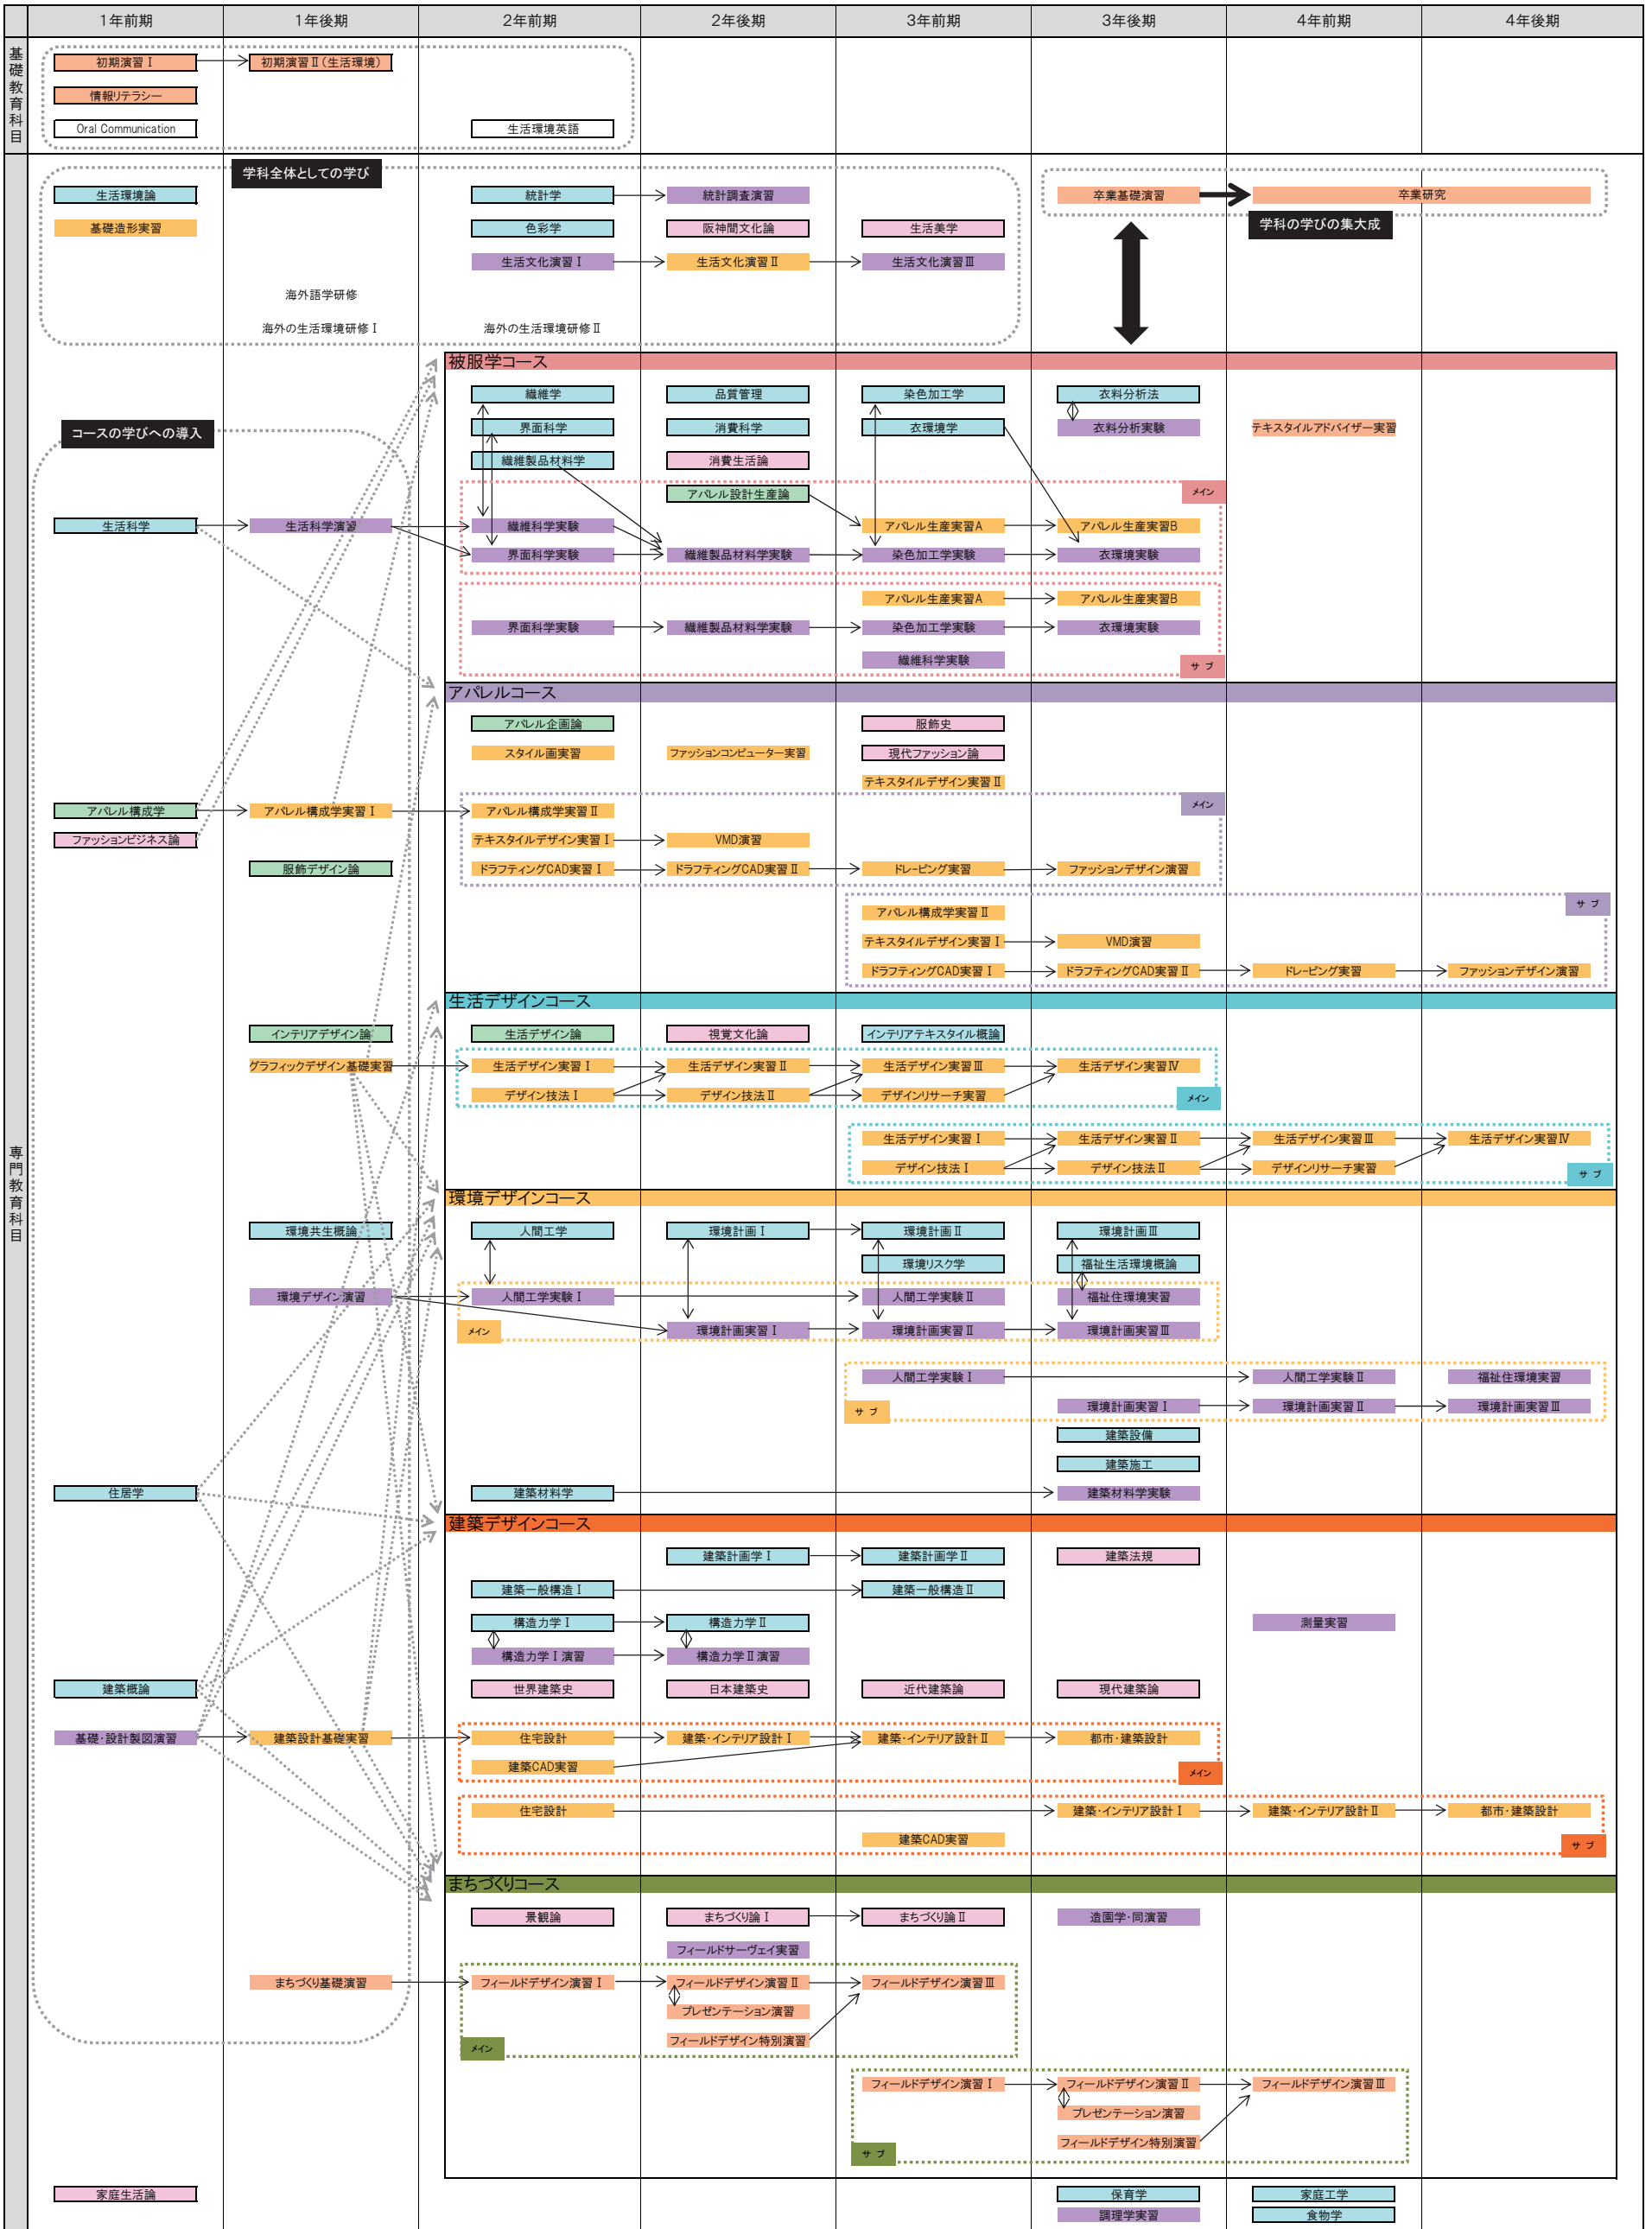 1年前期
1年後期
2年前期
2年後期
3年前期
3年後期
4年前期
4年後期
基礎教育科目
初期演習Ⅰ
初期演習Ⅱ(生活環境)
情報リテラシー
Oral Communication
生活環境英語
専門教育科目
学科全体としての学び
生活環境論
統計学
統計調査演習
卒業基礎演習
卒業研究
基礎造形実習
色彩学
阪神間文化論
生活美学
学科の学びの集大成
生活文化演習Ⅰ
生活文化演習Ⅱ
生活文化演習Ⅲ
海外語学研修
海外の生活環境研修Ⅰ
海外の生活環境研修Ⅱ
被服学コース
繊維学
品質管理
染色加工学
衣料分析法
コースの学びへの導入
界面科学
消費科学
衣環境学
衣料分析実験
テキスタイルアドバイザー実習
繊維製品材料学
消費生活論
アパレル設計生産論
メイン
生活科学
生活科学演習
繊維科学実験
アパレル生産実習A
アパレル生産実習B
界面科学実験
繊維製品材料学実験
染色加工学実験
衣環境実験
アパレル生産実習A
アパレル生産実習B
界面科学実験
繊維製品材料学実験
染色加工学実験
衣環境実験
繊維科学実験
サブ
アパレルコース
アパレル企画論
服飾史
スタイル画実習
ファッションコンピューター実習
現代ファッション論
テキスタイルデザイン実習Ⅱ
メイン
アパレル構成学
アパレル構成学実習Ⅰ
アパレル構成学実習Ⅱ
ファッションビジネス論
テキスタイルデザイン実習Ⅰ
VMD演習
服飾デザイン論
ドラフティングCAD実習Ⅰ
ドラフティングCAD実習Ⅱ
ドレーピング実習
ファッションデザイン演習
サブ
アパレル構成学実習Ⅱ
テキスタイルデザイン実習Ⅰ
VMD演習
ドラフティングCAD実習Ⅰ
ドラフティングCAD実習Ⅱ
ドレーピング実習
ファッションデザイン演習
生活デザインコース
インテリアデザイン論
生活デザイン論
視覚文化論
インテリアテキスタイル概論
グラフィックデザイン基礎実習
生活デザイン実習Ⅰ
生活デザイン実習Ⅱ
生活デザイン実習Ⅲ
生活デザイン実習Ⅳ
デザイン技法Ⅰ
デザイン技法Ⅱ
デザインリサーチ実習
メイン
生活デザイン実習Ⅰ
生活デザイン実習Ⅱ
生活デザイン実習Ⅲ
生活デザイン実習Ⅳ
デザイン技法Ⅰ
デザイン技法Ⅱ
デザインリサーチ実習
サブ
環境デザインコース
環境共生概論
人間工学
環境計画Ⅰ
環境計画Ⅱ
環境計画Ⅲ
環境リスク学
福祉生活環境概論
環境デザイン演習
人間工学実験Ⅰ
人間工学実験Ⅱ
福祉住環境実習
メイン
環境計画実習Ⅰ
環境計画実習Ⅱ
環境計画実習Ⅲ
人間工学実験Ⅰ
人間工学実験Ⅱ
福祉住環境実習
サブ
環境計画実習Ⅰ
環境計画実習Ⅱ
環境計画実習Ⅲ
建築設備
建築施工
住居学
建築材料学
建築材料学実験
建築デザインコース
建築計画学Ⅰ
建築計画学Ⅱ
建築法規
建築一般構造Ⅰ
建築一般構造Ⅱ
構造力学Ⅰ
構造力学Ⅱ
測量実習
構造力学Ⅰ演習
構造力学Ⅱ演習
建築概論
世界建築史
日本建築史
近代建築論
現代建築論
基礎・設計製図演習
建築設計基礎実習
住宅設計
建築・インテリア設計Ⅰ
建築・インテリア設計Ⅱ
都市・建築設計
建築CAD実習
メイン
住宅設計
建築・インテリア設計Ⅰ
建築・インテリア設計Ⅱ
都市・建築設計
建築CAD実習
サブ
まちづくりコース
景観論
まちづくり論Ⅰ
まちづくり論Ⅱ
造園学・同演習
フィールドサーヴェイ実習
まちづくり基礎演習
フィールドデザイン演習Ⅰ
フィールドデザイン演習Ⅱ
フィールドデザイン演習Ⅲ
プレゼンテーション演習
フィールドデザイン特別演習
メイン
フィールドデザイン演習Ⅰ
フィールドデザイン演習Ⅱ
フィールドデザイン演習Ⅲ
プレゼンテーション演習
フィールドデザイン特別演習
サブ
家庭生活論
保育学
家庭工学
調理学実習
食物学